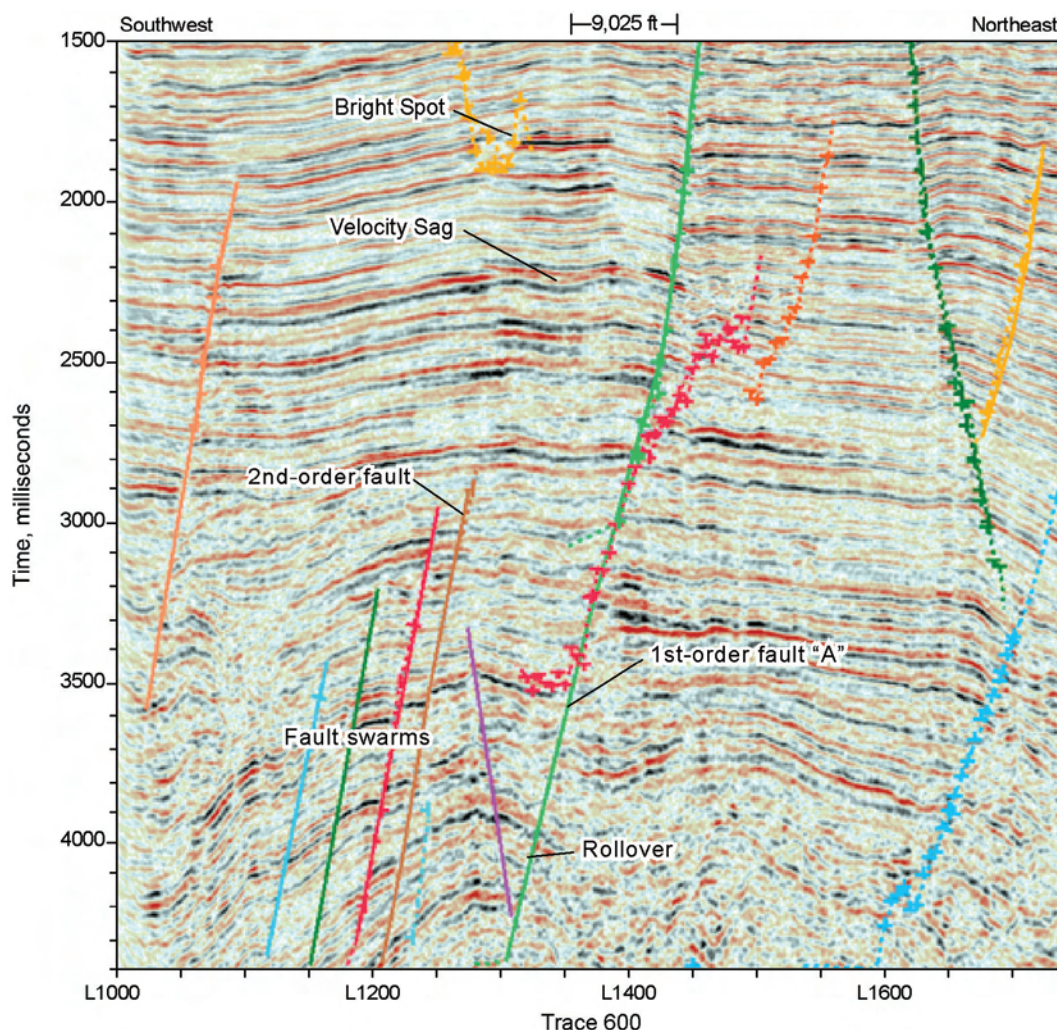 Southwest
9,025 ft
Northeast
1500
Bright Spot
2000
Velocity Sag
2500
Time, milliseconds
2nd-order fault
3000
1st-order fault “A”
3500
Fault swarms
4000
Rollover
L1000
L1200
L1400
L1600
Trace 600